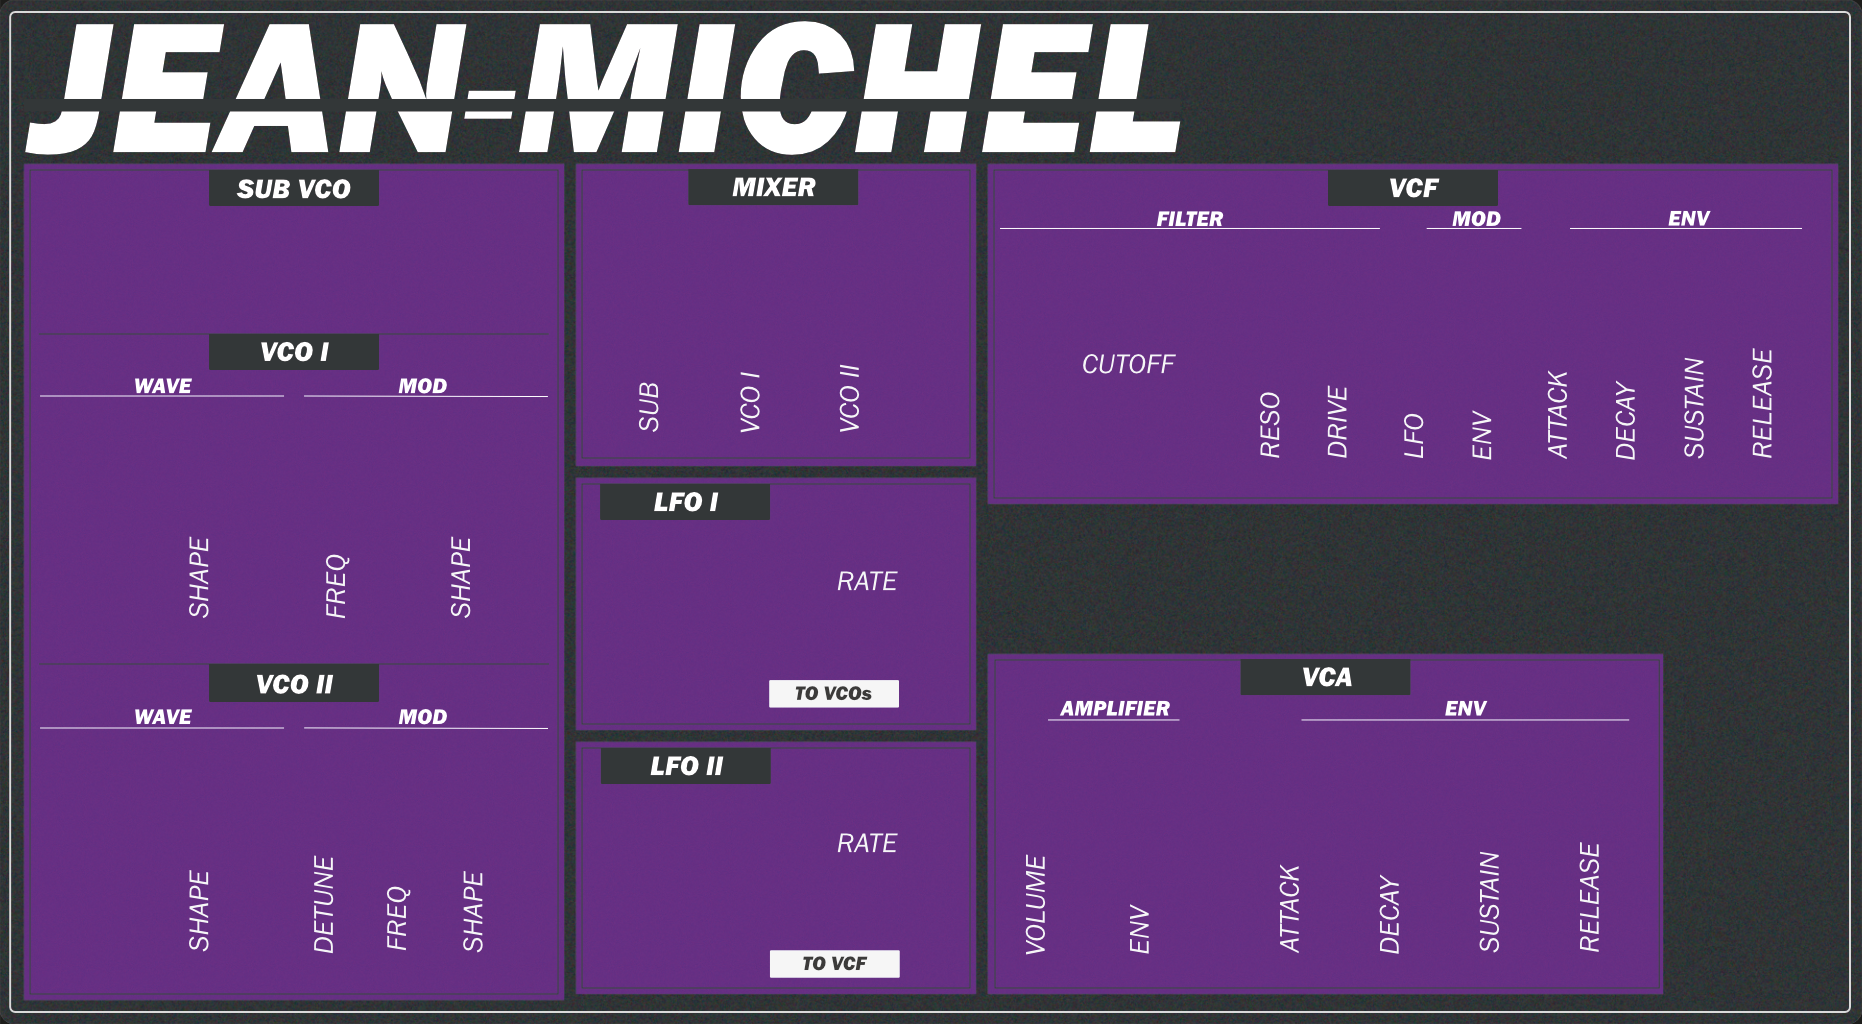 JEAN-MICHEL
SUB VCO
VCO I
WAVE MOD
SHAPE FREQ SHAPE
VCO II
WAVE MOD
SHAPE DETUNE FREQ SHAPE
MIXER
SUB VCO I VCO II
LFO I
RATE
TO VCOs
LFO II
RATE
TO VCF
VCF
FILTER MOD ENV
CUTOFF
RESO DRIVE LFO ENV ATTACK DECAY SUSTAIN RELEASE
VCA
AMPLIFIER ENV
VOLUME ENV ATTACK DECAY SUSTAIN RELEASE